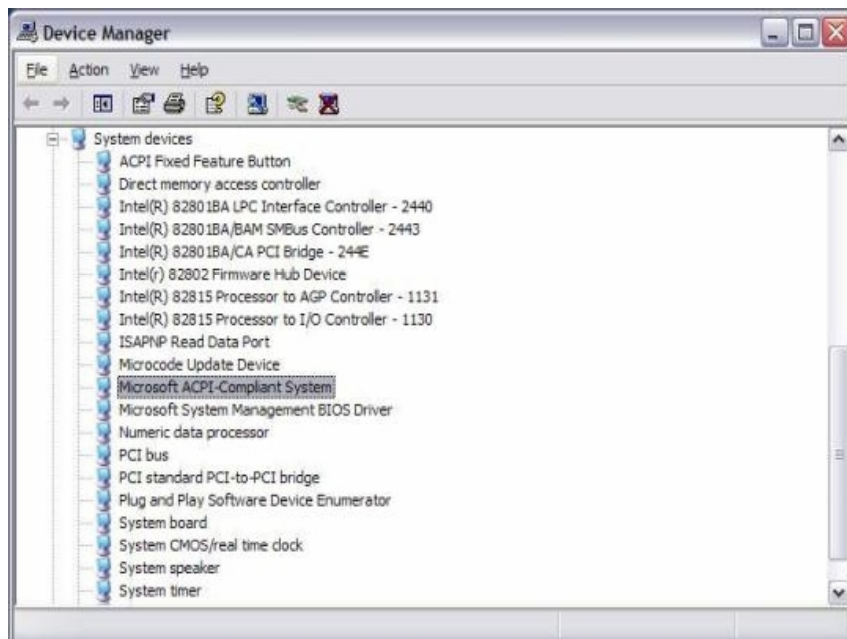 Device Manager
File Action View Help
System devices
ACPI Fixed Feature Button
Direct memory access controller
Intel(R) 82801BA LPC Interface Controller - 2440
Intel(R) 82801BA/BAM SMBus Controller - 2443
Intel(R) 82801BA/CA PCI Bridge - 244E
Intel(r) 82802 Firmware Hub Device
Intel(R) 82815 Processor to AGP Controller - 1131
Intel(R) 82815 Processor to I/O Controller - 1130
ISAPNP Read Data Port
Microcode Update Device
Microsoft ACPI-Compliant System
Microsoft System Management BIOS Driver
Numeric data processor
PCI bus
PCI standard PCI-to-PCI bridge
Plug and Play Software Device Enumerator
System board
System CMOS/real time clock
System speaker
System timer